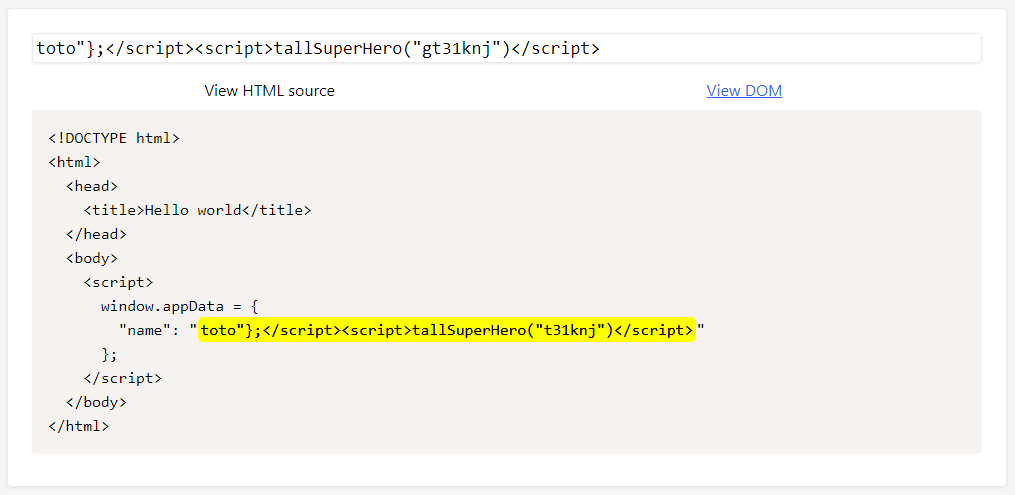 toto"};</script><script>tallSuperHero("gt31knj")</script>
View HTML source
View DOM
<!DOCTYPE html>
<html>
<head>
<title>Hello world</title>
</head>
<body>
<script>
window.appData = {
"name": "toto"};</script><script>tallSuperHero("t31knj")</script>"
};
</script>
</body>
</html>